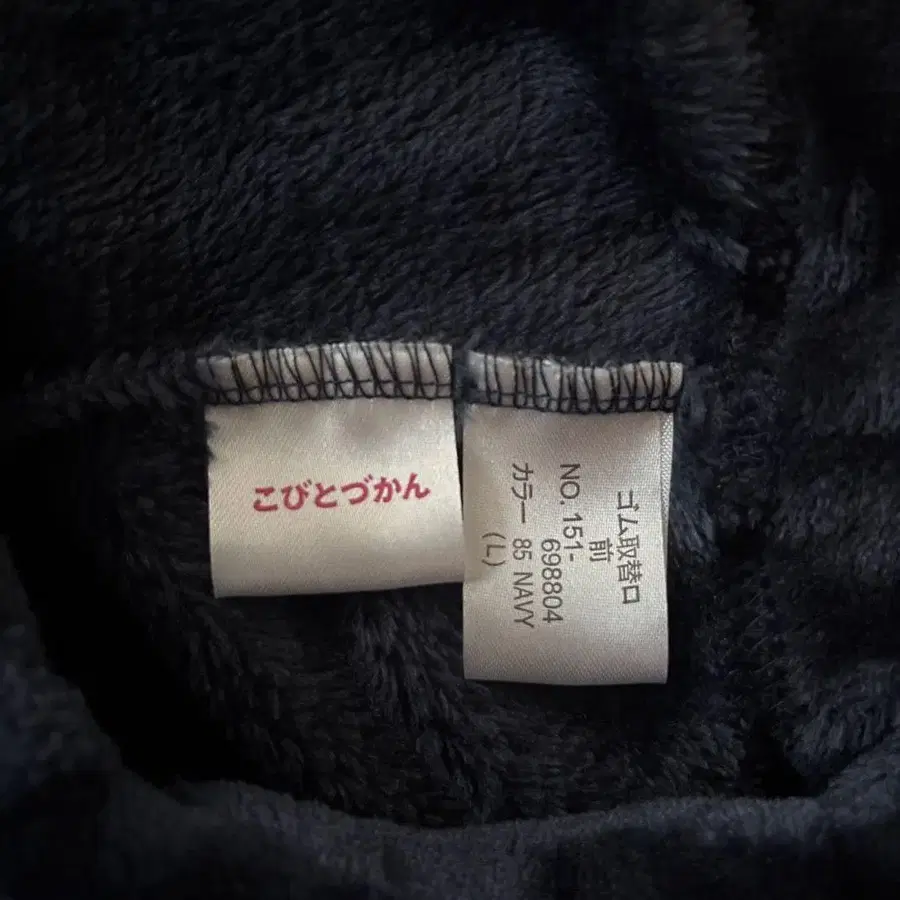 こびとづかん
ゴム取替口
前
NO. 151-
698804
カラー 85 NAVY
(L)